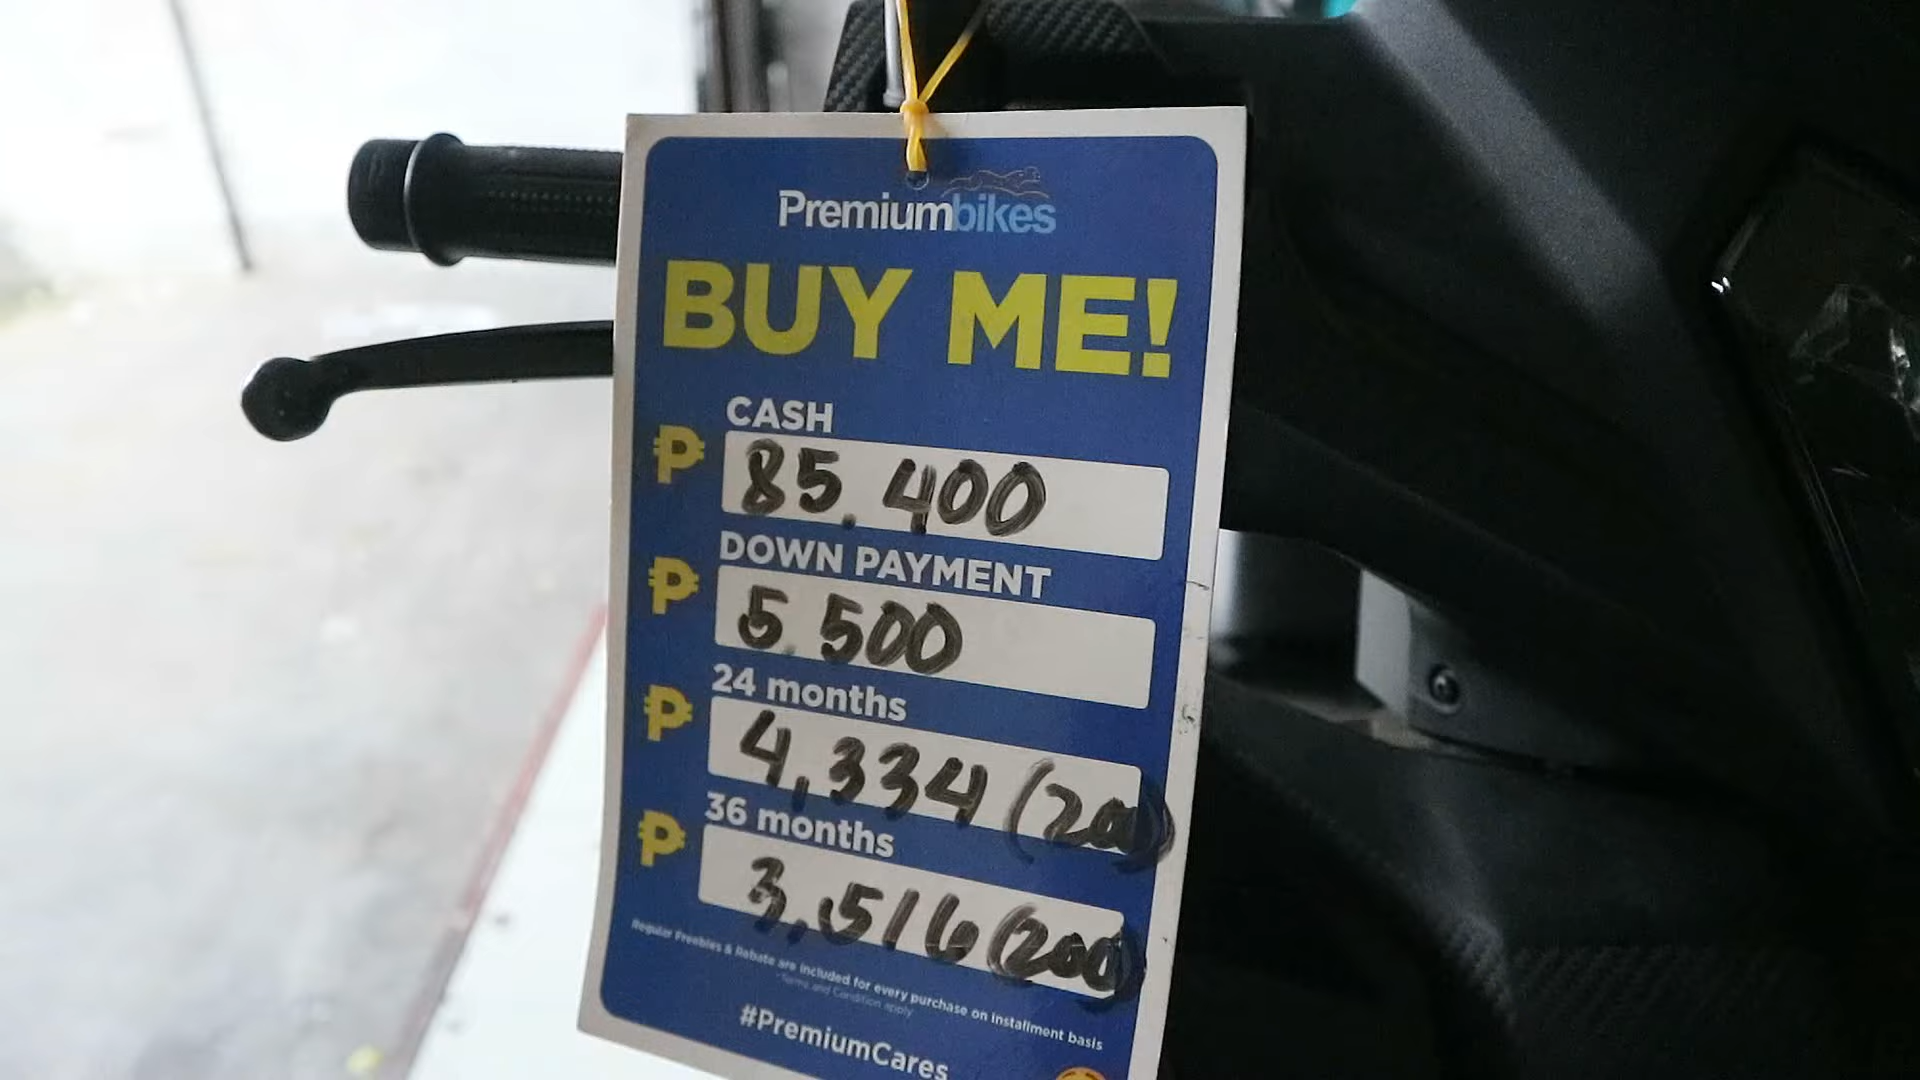 Premiumbikes
BUY ME!
CASH
₱ 85,400
DOWN PAYMENT
₱ 5,500
24 months
₱ 4,334 (200)
36 months
₱ 3,516 (200)
Regular Freebies & Rebate are included for every purchase on installment basis
*Terms and Condition apply
#PremiumCares